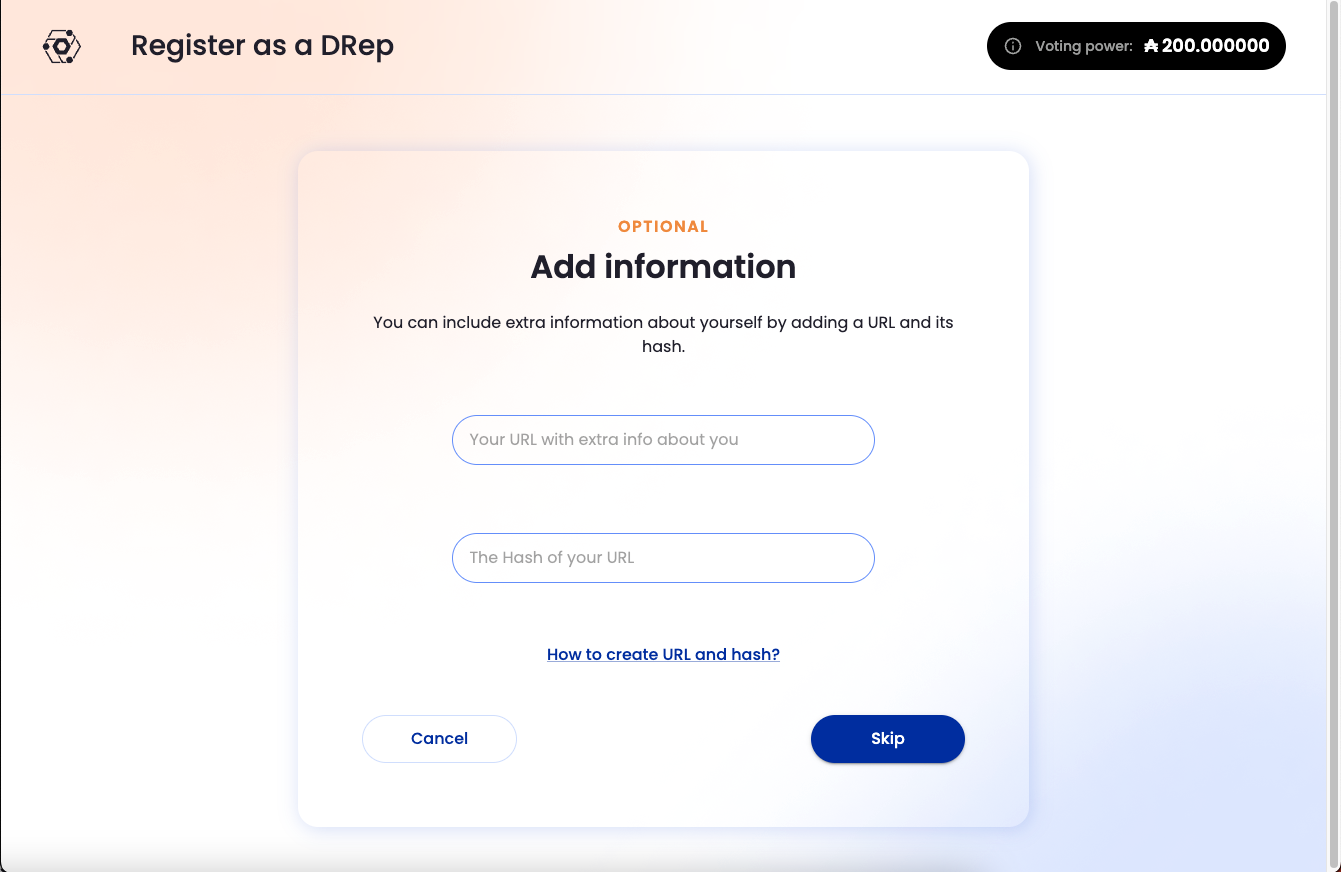 Register as a DRep
Voting power: ₳ 200.000000
OPTIONAL
Add information
You can include extra information about yourself by adding a URL and its
hash.
Your URL with extra info about you
The Hash of your URL
How to create URL and hash?
Cancel
Skip